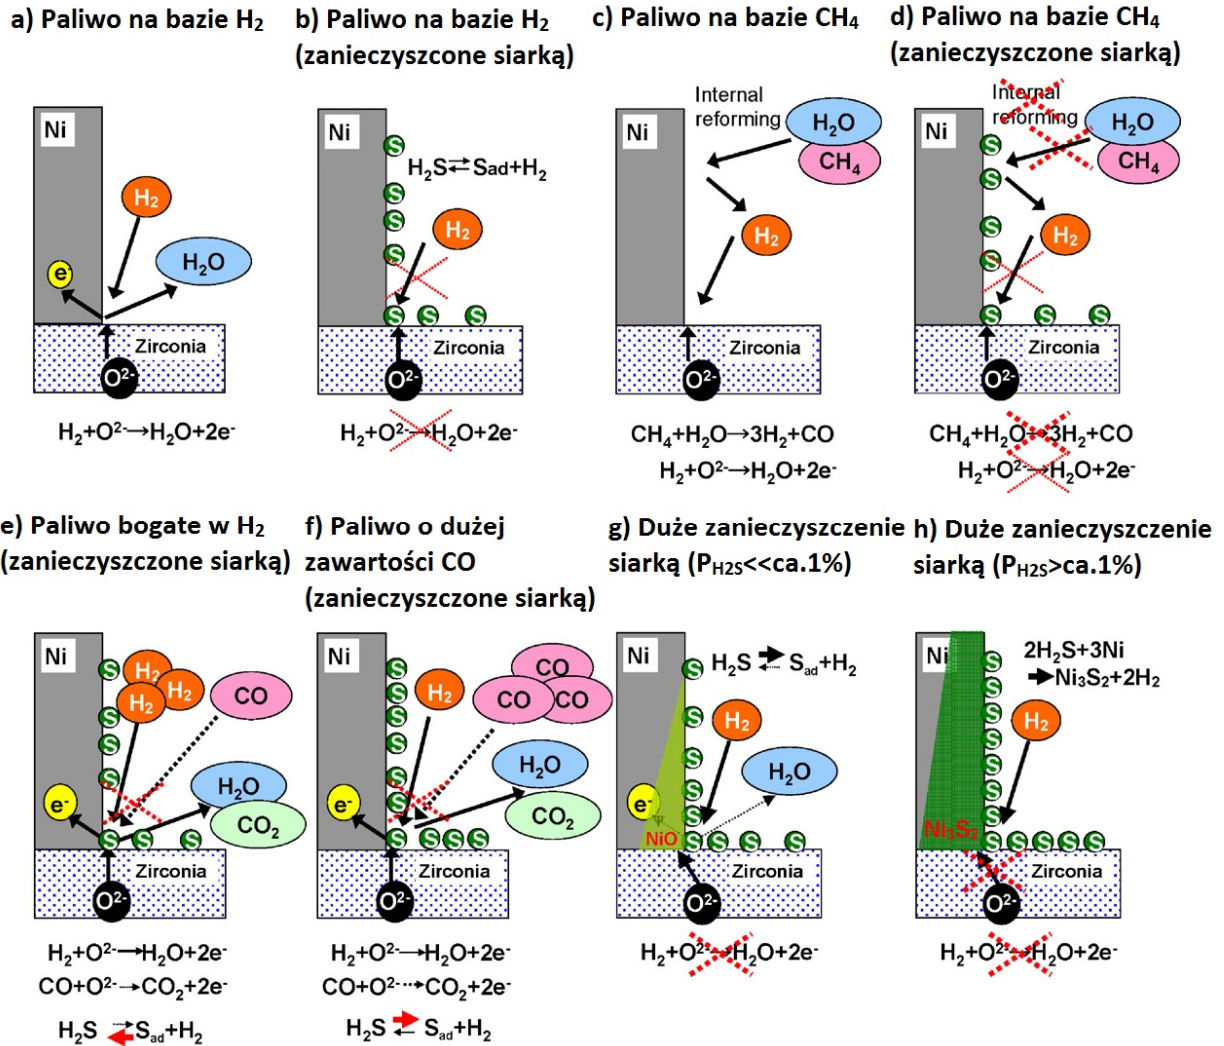 a) Paliwo na bazie H₂
Ni
H₂
H₂O
e⁻
Zirconia
O²⁻
H₂+O²⁻→H₂O+2e⁻
b) Paliwo na bazie H₂
(zanieczyszcone siarką)
Ni
S
H₂S⇄Sad+H₂
S
S
H₂
S
S S S
Zirconia
O²⁻
H₂+O²⁻→H₂O+2e⁻
c) Paliwo na bazie CH₄
Internal
reforming
H₂O
Ni
CH₄
H₂
Zirconia
O²⁻
CH₄+H₂O→3H₂+CO
H₂+O²⁻→H₂O+2e⁻
d) Paliwo na bazie CH₄
(zanieczyszczone siarką)
Internal
reforming
H₂O
Ni
S
CH₄
S
S
H₂
S
S S S
Zirconia
O²⁻
CH₄+H₂O→3H₂+CO
H₂+O²⁻→H₂O+2e⁻
e) Paliwo bogate w H₂
(zanieczyszczone siarką)
Ni
S
H₂
H₂
H₂
CO
S
S
S
H₂O
e⁻
CO₂
S S S
Zirconia
O²⁻
H₂+O²⁻→H₂O+2e⁻
CO+O²⁻→CO₂+2e⁻
H₂S ⇄ Sad+H₂
f) Paliwo o dużej
zawartości CO
(zanieczyszczone siarką)
Ni
S
CO
H₂
CO CO
S
S
S
H₂O
e⁻
S
CO₂
S S S S
Zirconia
O²⁻
H₂+O²⁻→H₂O+2e⁻
CO+O²⁻→CO₂+2e⁻
H₂S ⇄ Sad+H₂
g) Duże zanieczyszczenie
siarką (PH2S<<ca.1%)
Ni
S
H₂S ⇄ Sad+H₂
S
H₂
S
H₂O
S
e⁻
S
NiO
S S S S
Zirconia
O²⁻
H₂+O²⁻→H₂O+2e⁻
h) Duże zanieczyszczenie
siarką (PH2S>ca.1%)
Ni
S
2H₂S+3Ni
→Ni₃S₂+2H₂
S
S
H₂
S
S
S
S
Ni₃S₂
S S S S S
Zirconia
O²⁻
H₂+O²⁻→H₂O+2e⁻